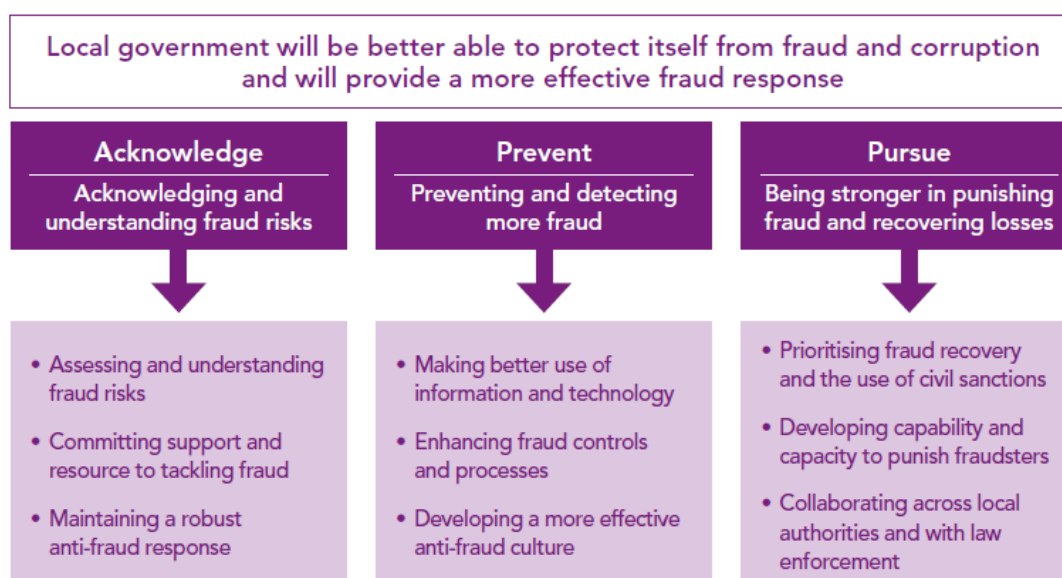 Local government will be better able to protect itself from fraud and corruption
and will provide a more effective fraud response
Acknowledge
Acknowledging and
understanding fraud risks
• Assessing and understanding
fraud risks
• Committing support and
resource to tackling fraud
• Maintaining a robust
anti-fraud response
Prevent
Preventing and detecting
more fraud
• Making better use of
information and technology
• Enhancing fraud controls
and processes
• Developing a more effective
anti-fraud culture
Pursue
Being stronger in punishing
fraud and recovering losses
• Prioritising fraud recovery
and the use of civil sanctions
• Developing capability and
capacity to punish fraudsters
• Collaborating across local
authorities and with law
enforcement